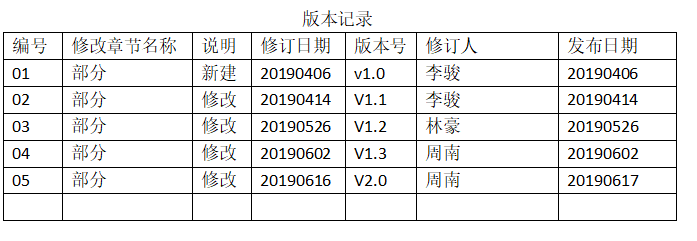 版本记录
编号 修改章节名称 说明 修订日期 版本号 修订人 发布日期
01 部分 新建 20190406 v1.0 李骏 20190406
02 部分 修改 20190414 V1.1 李骏 20190414
03 部分 修改 20190526 V1.2 林豪 20190526
04 部分 修改 20190602 V1.3 周南 20190602
05 部分 修改 20190616 V2.0 周南 20190617